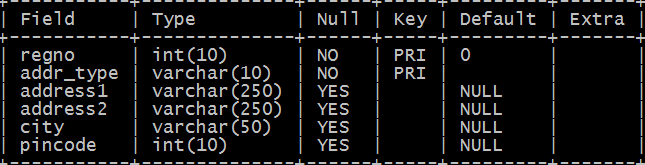 | Field | Type | Null | Key | Default | Extra |
| regno | int(10) | NO | PRI | 0 | |
| addr_type | varchar(10) | NO | PRI | | |
| address1 | varchar(250) | YES | | NULL | |
| address2 | varchar(250) | YES | | NULL | |
| city | varchar(50) | YES | | NULL | |
| pincode | int(10) | YES | | NULL | |